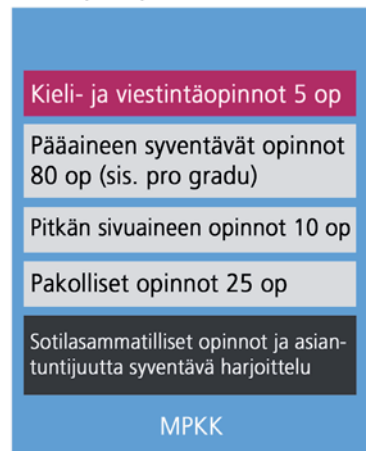 Kieli- ja viestintäopinnot 5 op
Pääaineen syventävät opinnot
80 op (sis. pro gradu)
Pitkän sivuaineen opinnot 10 op
Pakolliset opinnot 25 op
Sotilasammatilliset opinnot ja asian-
tuntijuutta syventävä harjoittelu
MPKK